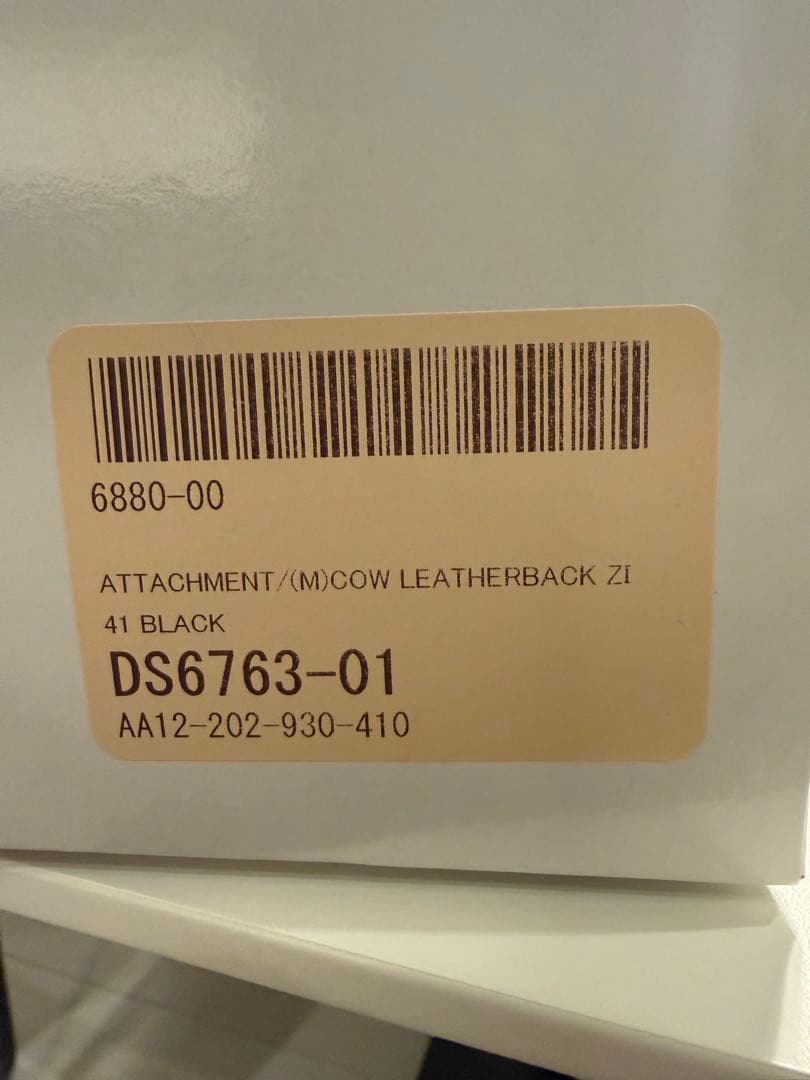 6880-00
ATTACHMENT/(M)COW LEATHERBACK ZI
41 BLACK
DS6763-01
AA12-202-930-410